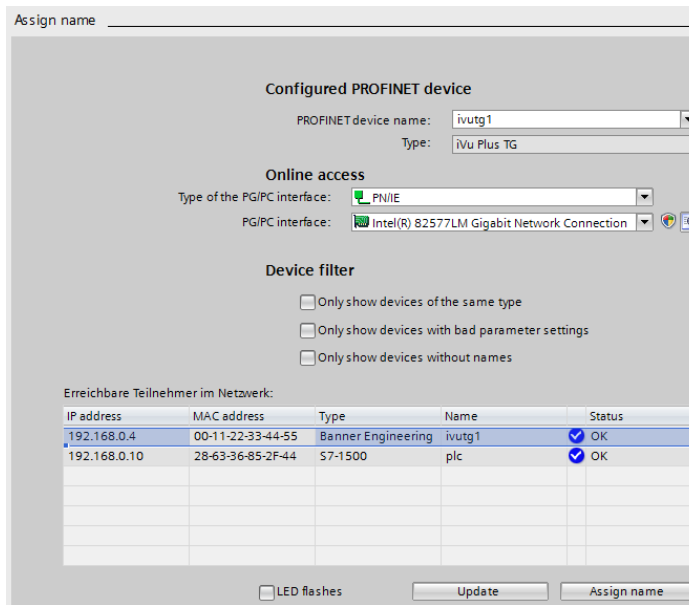 Assign name
Configured PROFINET device
PROFINET device name: ivutg1
Type: iVu Plus TG
Online access
Type of the PG/PC interface: PN/IE
PG/PC interface: Intel(R) 82577LM Gigabit Network Connection
Device filter
Only show devices of the same type
Only show devices with bad parameter settings
Only show devices without names
Erreichbare Teilnehmer im Netzwerk:
IP address MAC address Type Name Status
192.168.0.4 00-11-22-33-44-55 Banner Engineering ivutg1 OK
192.168.0.10 28-63-36-85-2F-44 S7-1500 plc OK
LED flashes Update Assign name